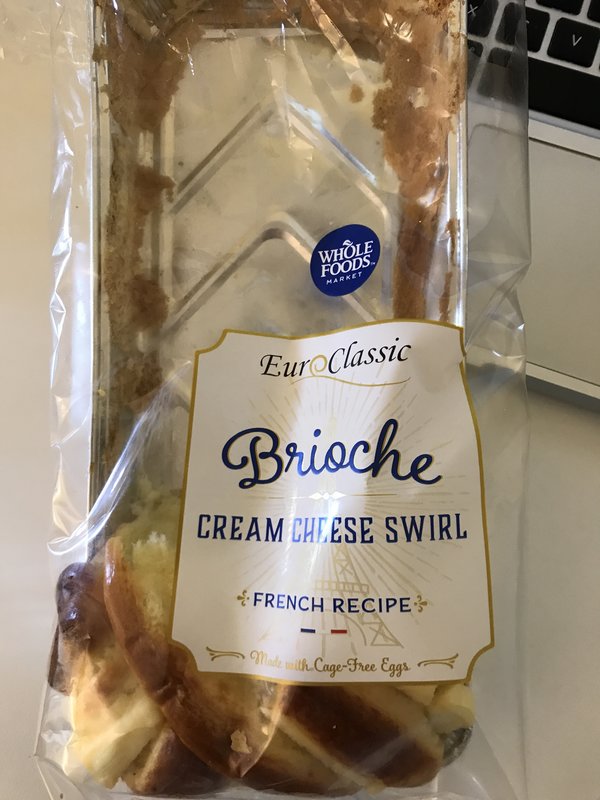 WHOLE
FOODS
MARKET
EuroClassic
Brioche
CREAM CHEESE SWIRL
FRENCH RECIPE
Made with Cage-Free Eggs
V